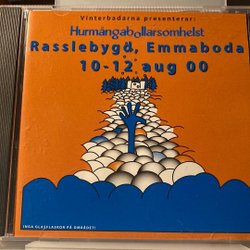 Vinterbadarna presenterar:
Hurmångabollarsomhelst
Rasslebygd, Emmaboda
10-12 aug 00
INGA GLASFLASKOR PÅ OMRÅDET!